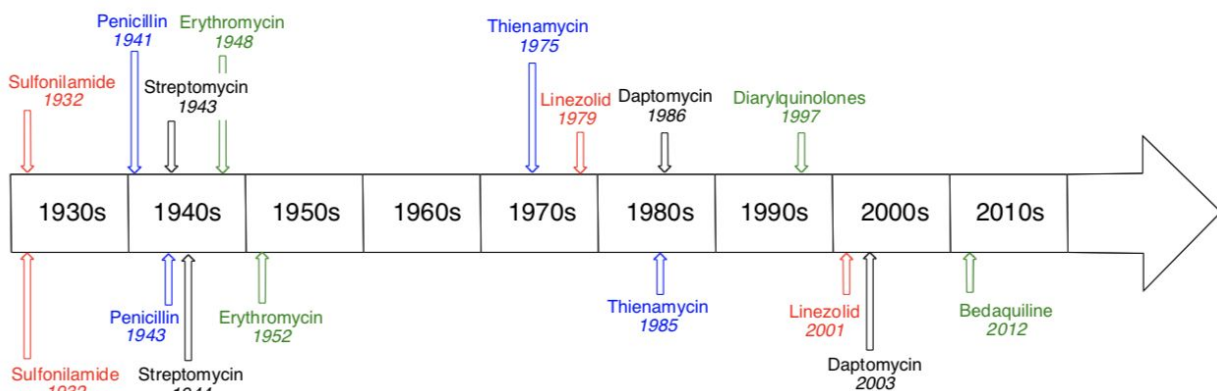 Penicillin
1941
Erythromycin
1948
Thienamycin
1975
Sulfonilamide
1932
Streptomycin
1943
Linezolid
1979
Daptomycin
1986
Diarylquinolones
1997
1930s 1940s 1950s 1960s 1970s 1980s 1990s 2000s 2010s
Penicillin
1943
Erythromycin
1952
Thienamycin
1985
Linezolid
2001
Bedaquiline
2012
Daptomycin
2003
Sulfonilamide
Streptomycin